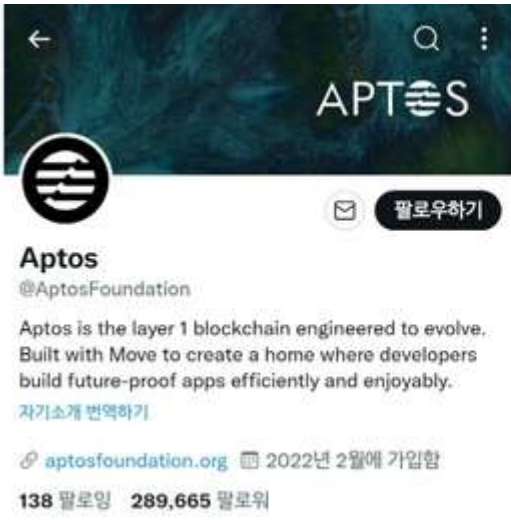 APTOS
팔로우하기
Aptos
@AptosFoundation
Aptos is the layer 1 blockchain engineered to evolve.
Built with Move to create a home where developers
build future-proof apps efficiently and enjoyably.
자기소개 번역하기
aptosfoundation.org 2022년 2월에 가입함
138 팔로잉 289,665 팔로워